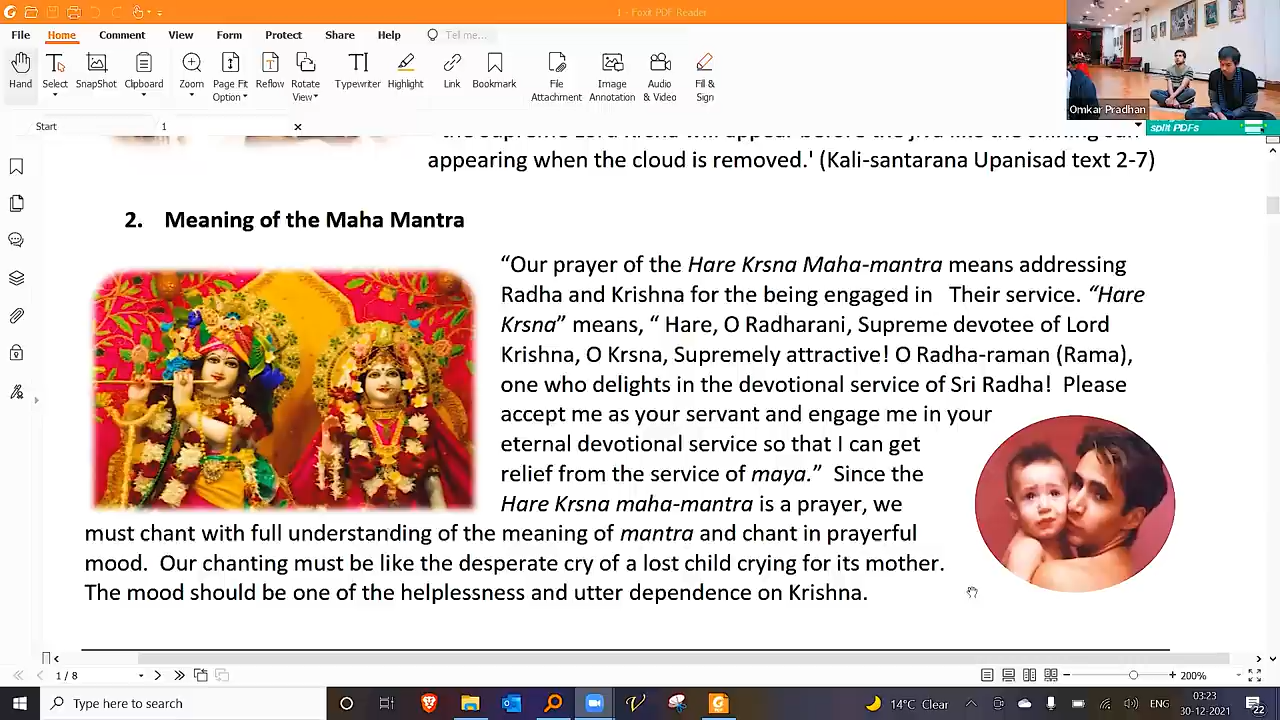 1 - Foxit PDF Reader
File Home Comment View Form Protect Share Help Tell me...
Hand Select SnapShot Clipboard Zoom Page Fit Option Reflow Rotate View Typewriter Highlight Link Bookmark File Attachment Image Annotation Audio & Video Fill & Sign
Omkar Pradhan
Start 1
split PDFs
appearing when the cloud is removed.' (Kali-santarana Upanisad text 2-7)
2. Meaning of the Maha Mantra
“Our prayer of the Hare Krsna Maha-mantra means addressing
Radha and Krishna for the being engaged in Their service. “Hare
Krsna” means, “ Hare, O Radharani, Supreme devotee of Lord
Krishna, O Krsna, Supremely attractive! O Radha-raman (Rama),
one who delights in the devotional service of Sri Radha! Please
accept me as your servant and engage me in your
eternal devotional service so that I can get
relief from the service of maya.” Since the
Hare Krsna maha-mantra is a prayer, we
must chant with full understanding of the meaning of mantra and chant in prayerful
mood. Our chanting must be like the desperate cry of a lost child crying for its mother.
The mood should be one of the helplessness and utter dependence on Krishna.
1 / 8
200%
Type here to search
14°C Clear
ENG
03:23
30-12-2021
22